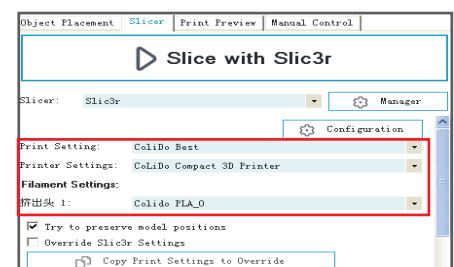 Object Placement Slicer Print Preview Manual Control
Slice with Slic3r
Slicer: Slic3r Manager
Configuration
Print Setting: ColiDo Best
Printer Settings: CoLiDo Compact 3D Printer
Filament Settings:
挤出头 1: Colido PLA_O
Try to preserve model positions
Override Slic3r Settings
Copy Print Settings to Override